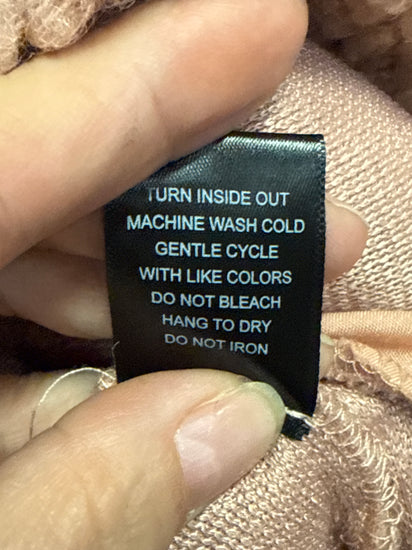 TURN INSIDE OUT
MACHINE WASH COLD
GENTLE CYCLE
WITH LIKE COLORS
DO NOT BLEACH
HANG TO DRY
DO NOT IRON